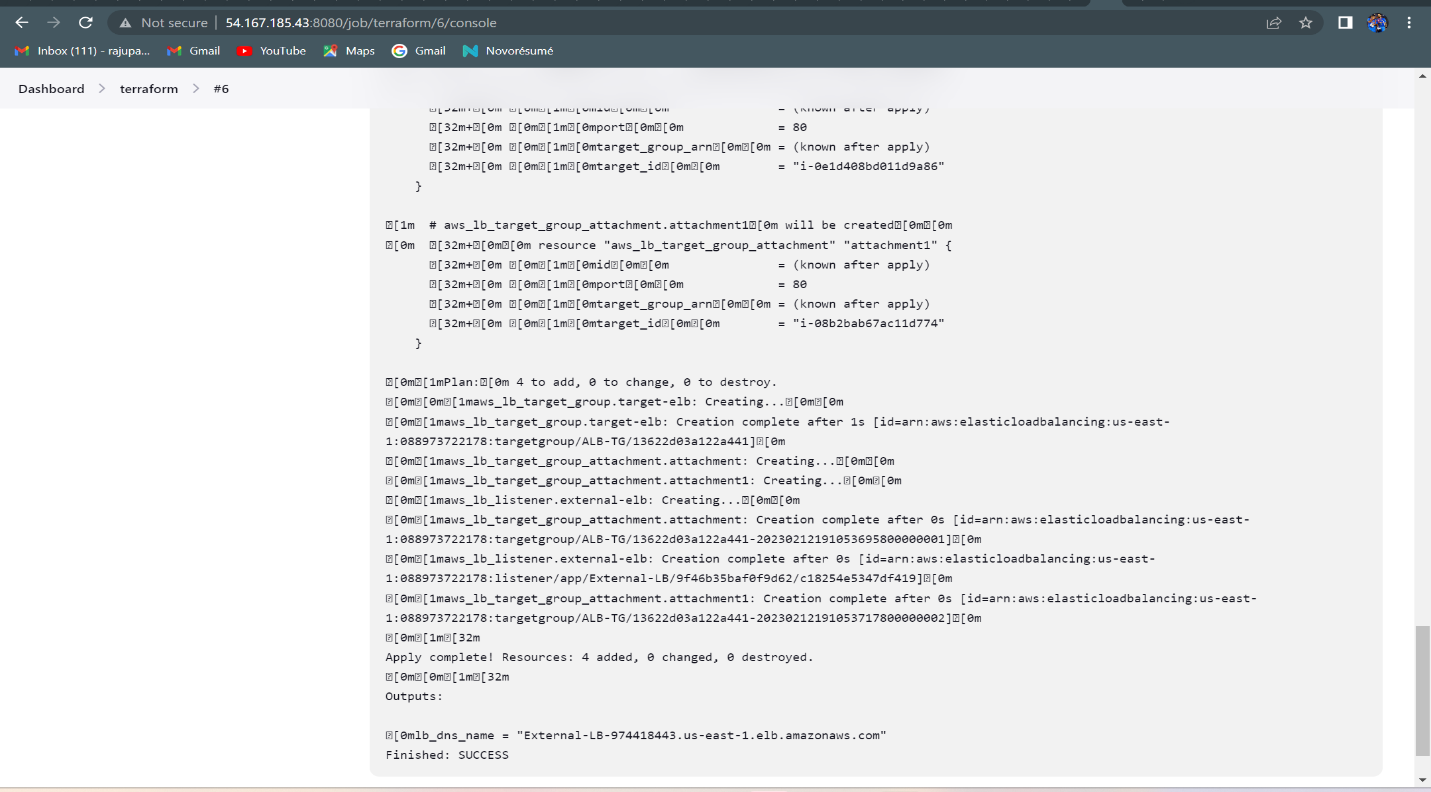 Not secure | 54.167.185.43:8080/job/terraform/6/console
Inbox (111) - rajupa... Gmail YouTube Maps Gmail Novorésumé
Dashboard > terraform > #6
[32m+[0m [0m[1m[0mid[0m[0m = (known after apply)
[32m+[0m [0m[1m[0mport[0m[0m = 80
[32m+[0m [0m[1m[0mtarget_group_arn[0m[0m = (known after apply)
[32m+[0m [0m[1m[0mtarget_id[0m[0m = "i-0e1d408bd011d9a86"
}
[1m # aws_lb_target_group_attachment.attachment1[0m will be created[0m[0m
[0m [32m+[0m[0m resource "aws_lb_target_group_attachment" "attachment1" {
[32m+[0m [0m[1m[0mid[0m[0m = (known after apply)
[32m+[0m [0m[1m[0mport[0m[0m = 80
[32m+[0m [0m[1m[0mtarget_group_arn[0m[0m = (known after apply)
[32m+[0m [0m[1m[0mtarget_id[0m[0m = "i-08b2bab67ac11d774"
}
[0m[1mPlan:[0m 4 to add, 0 to change, 0 to destroy.
[0m[0m[1maws_lb_target_group.target-elb: Creating...[0m[0m
[0m[1maws_lb_target_group.target-elb: Creation complete after 1s [id=arn:aws:elasticloadbalancing:us-east-
1:088973722178:targetgroup/ALB-TG/13622d03a122a441][0m
[0m[1maws_lb_target_group_attachment.attachment: Creating...[0m[0m
[0m[1maws_lb_target_group_attachment.attachment1: Creating...[0m[0m
[0m[1maws_lb_listener.external-elb: Creating...[0m[0m
[0m[1maws_lb_target_group_attachment.attachment: Creation complete after 0s [id=arn:aws:elasticloadbalancing:us-east-
1:088973722178:targetgroup/ALB-TG/13622d03a122a441-20230212191053695800000001][0m
[0m[1maws_lb_listener.external-elb: Creation complete after 0s [id=arn:aws:elasticloadbalancing:us-east-
1:088973722178:listener/app/External-LB/9f46b35baf0f9d62/c18254e5347df419][0m
[0m[1maws_lb_target_group_attachment.attachment1: Creation complete after 0s [id=arn:aws:elasticloadbalancing:us-east-
1:088973722178:targetgroup/ALB-TG/13622d03a122a441-20230212191053717800000002][0m
[0m[1m[32m
Apply complete! Resources: 4 added, 0 changed, 0 destroyed.
[0m[0m[1m[32m
Outputs:
[0mlb_dns_name = "External-LB-974418443.us-east-1.elb.amazonaws.com"
Finished: SUCCESS